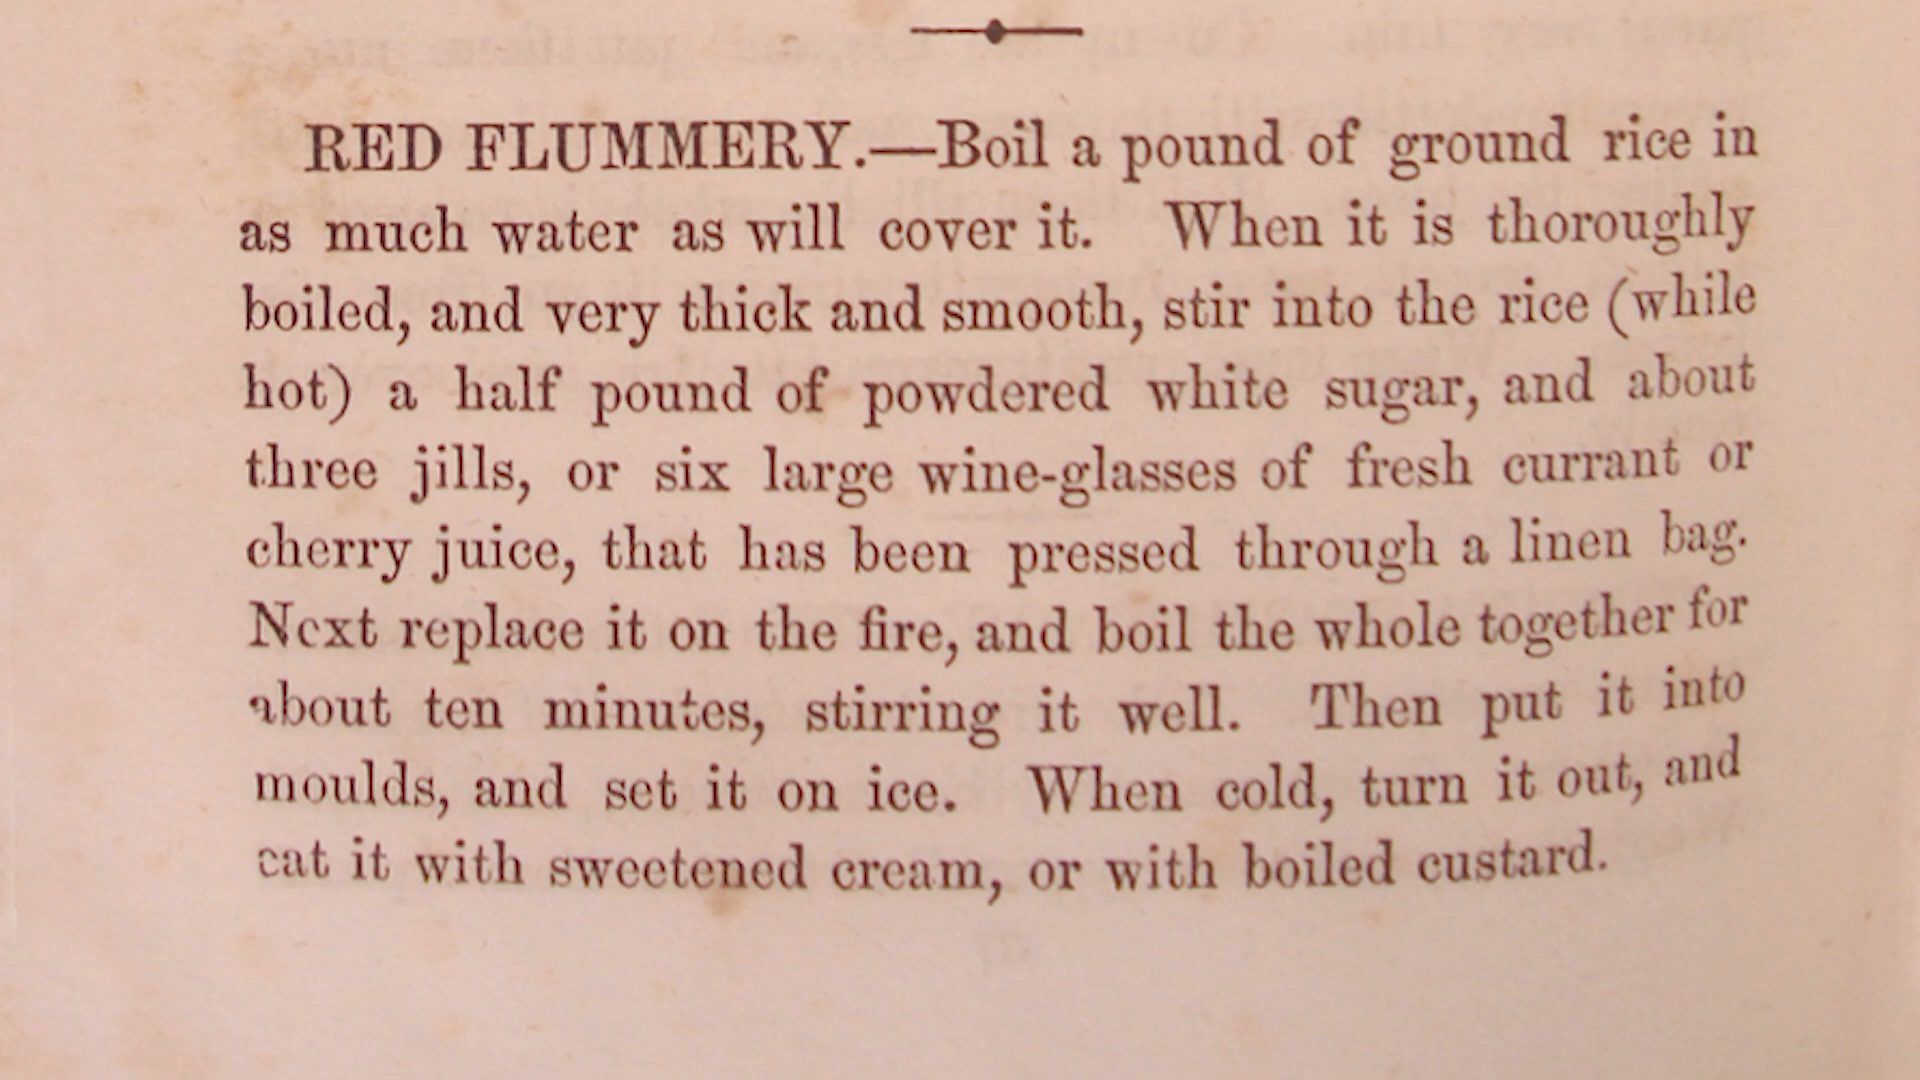 RED FLUMMERY.—Boil a pound of ground rice in
as much water as will cover it. When it is thoroughly
boiled, and very thick and smooth, stir into the rice (while
hot) a half pound of powdered white sugar, and about
three jills, or six large wine-glasses of fresh currant or
cherry juice, that has been pressed through a linen bag.
Next replace it on the fire, and boil the whole together for
about ten minutes, stirring it well. Then put it into
moulds, and set it on ice. When cold, turn it out, and
eat it with sweetened cream, or with boiled custard.